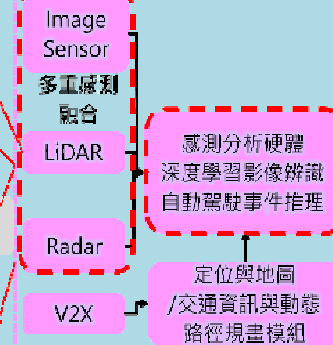 Image
Sensor
多重感測
融合
LiDAR
Radar
V2X
感測分析硬體
深度學習影像辨識
自動駕駛事件推理
定位與地圖
/交通資訊與動態
路徑規畫模組